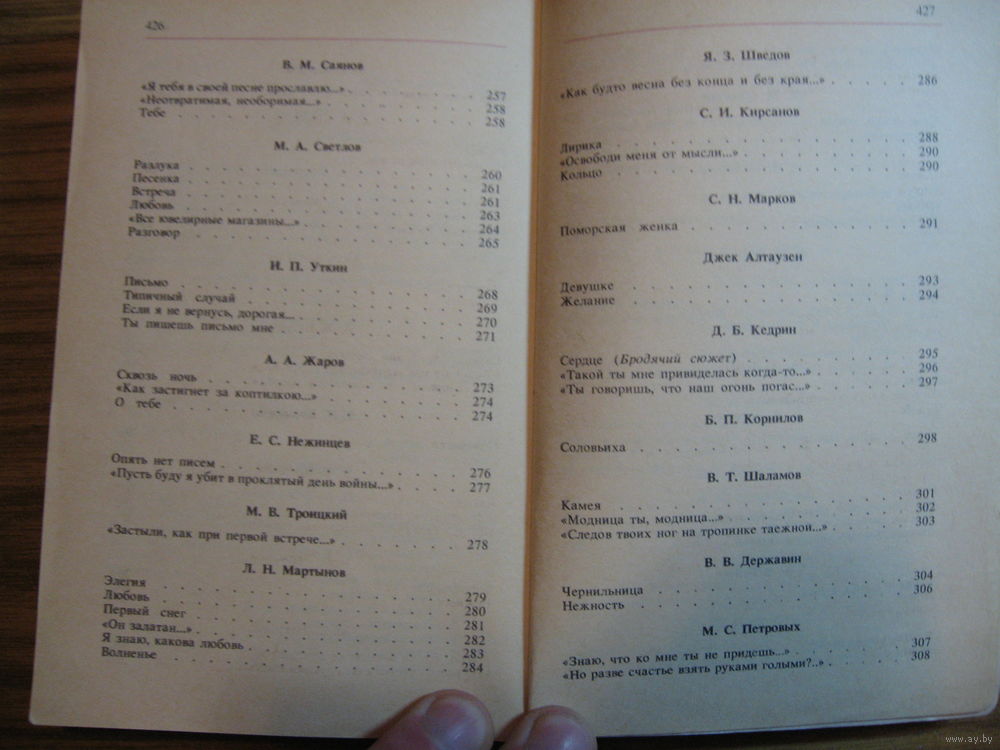 426
В. М. Саянов
«Я тебя в своей песне прославлю...» . . . . . . . 257
«Неотвратимая, необоримая...» . . . . . . . 258
Тебе . . . . . . . 258
М. А. Светлов
Разлука . . . . . . . 260
Песенка . . . . . . . 261
Встреча . . . . . . . 261
Любовь . . . . . . . 263
«Все ювелирные магазины...» . . . . . . . 264
Разговор . . . . . . . 265
И. П. Уткин
Письмо . . . . . . . 268
Типичный случай . . . . . . . 269
Если я не вернусь, дорогая... . . . . . . . 270
Ты пишешь письмо мне . . . . . . . 271
А. А. Жаров
Сквозь ночь . . . . . . . 273
«Как застигнет за коптилкою...» . . . . . . . 274
О тебе . . . . . . . 274
Е. С. Нежинцев
Опять нет писем . . . . . . . 276
«Пусть буду я убит в проклятый день войны...» . . . . 277
М. В. Троицкий
«Застыли, как при первой встрече...» . . . . . . . 278
Л. Н. Мартынов
Элегия . . . . . . . 279
Любовь . . . . . . . 280
Первый снег . . . . . . . 281
«Он залатан...» . . . . . . . 282
Я знаю, какова любовь . . . . . . . 283
Волненье . . . . . . . 284
427
Я. З. Шведов
«Как будто весна без конца и без края...» . . . . . 286
С. И. Кирсанов
Лирика . . . . . . . 288
«Освободи меня от мысли...» . . . . . . . 290
Кольцо . . . . . . . 290
С. Н. Марков
Поморская женка . . . . . . . 291
Джек Алтаузен
Девушке . . . . . . . 293
Желание . . . . . . . 294
Д. Б. Кедрин
Сердце (Бродячий сюжет) . . . . . . . 295
«Такой ты мне привиделась когда-то...» . . . . . 296
«Ты говоришь, что наш огонь погас...» . . . . . 297
Б. П. Корнилов
Соловьиха . . . . . . . 298
В. Т. Шаламов
Камея . . . . . . . 301
«Модница ты, модница...» . . . . . . . 302
«Следов твоих ног на тропинке таежной...» . . . . 303
В. В. Державин
Чернильница . . . . . . . 304
Нежность . . . . . . . 306
М. С. Петровых
«Знаю, что ко мне ты не придешь...» . . . . . . 307
«Но разве счастье взять руками голыми?..» . . . . . 308
www.ay.by